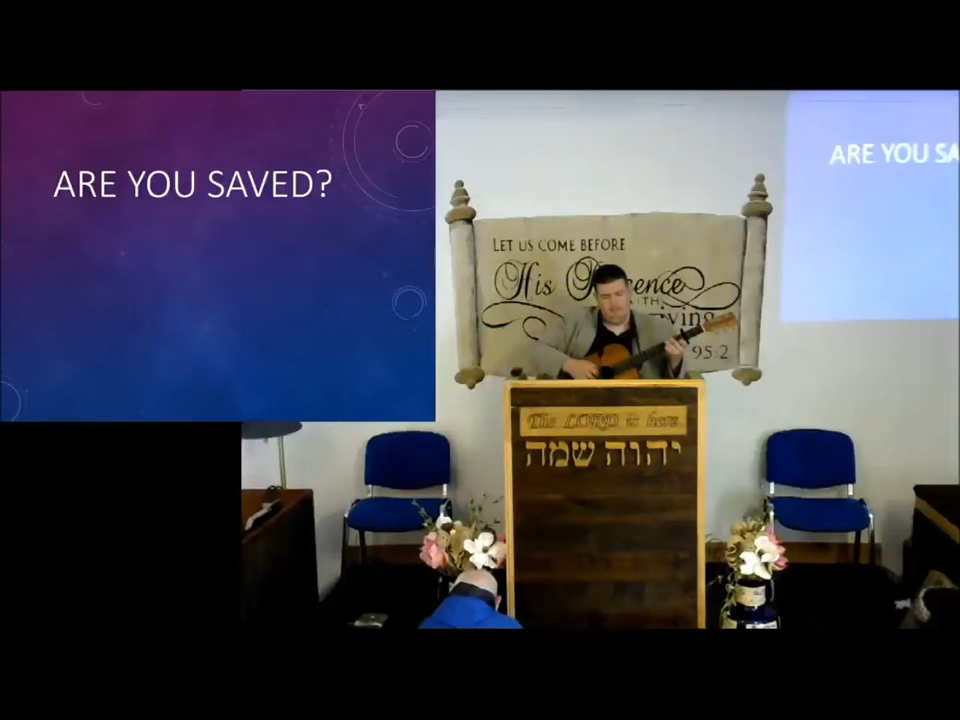 ARE YOU SAVED?
ARE YOU SA
LET US COME BEFORE
His
WITH
95:2
The LORD is here
יהוה שמה